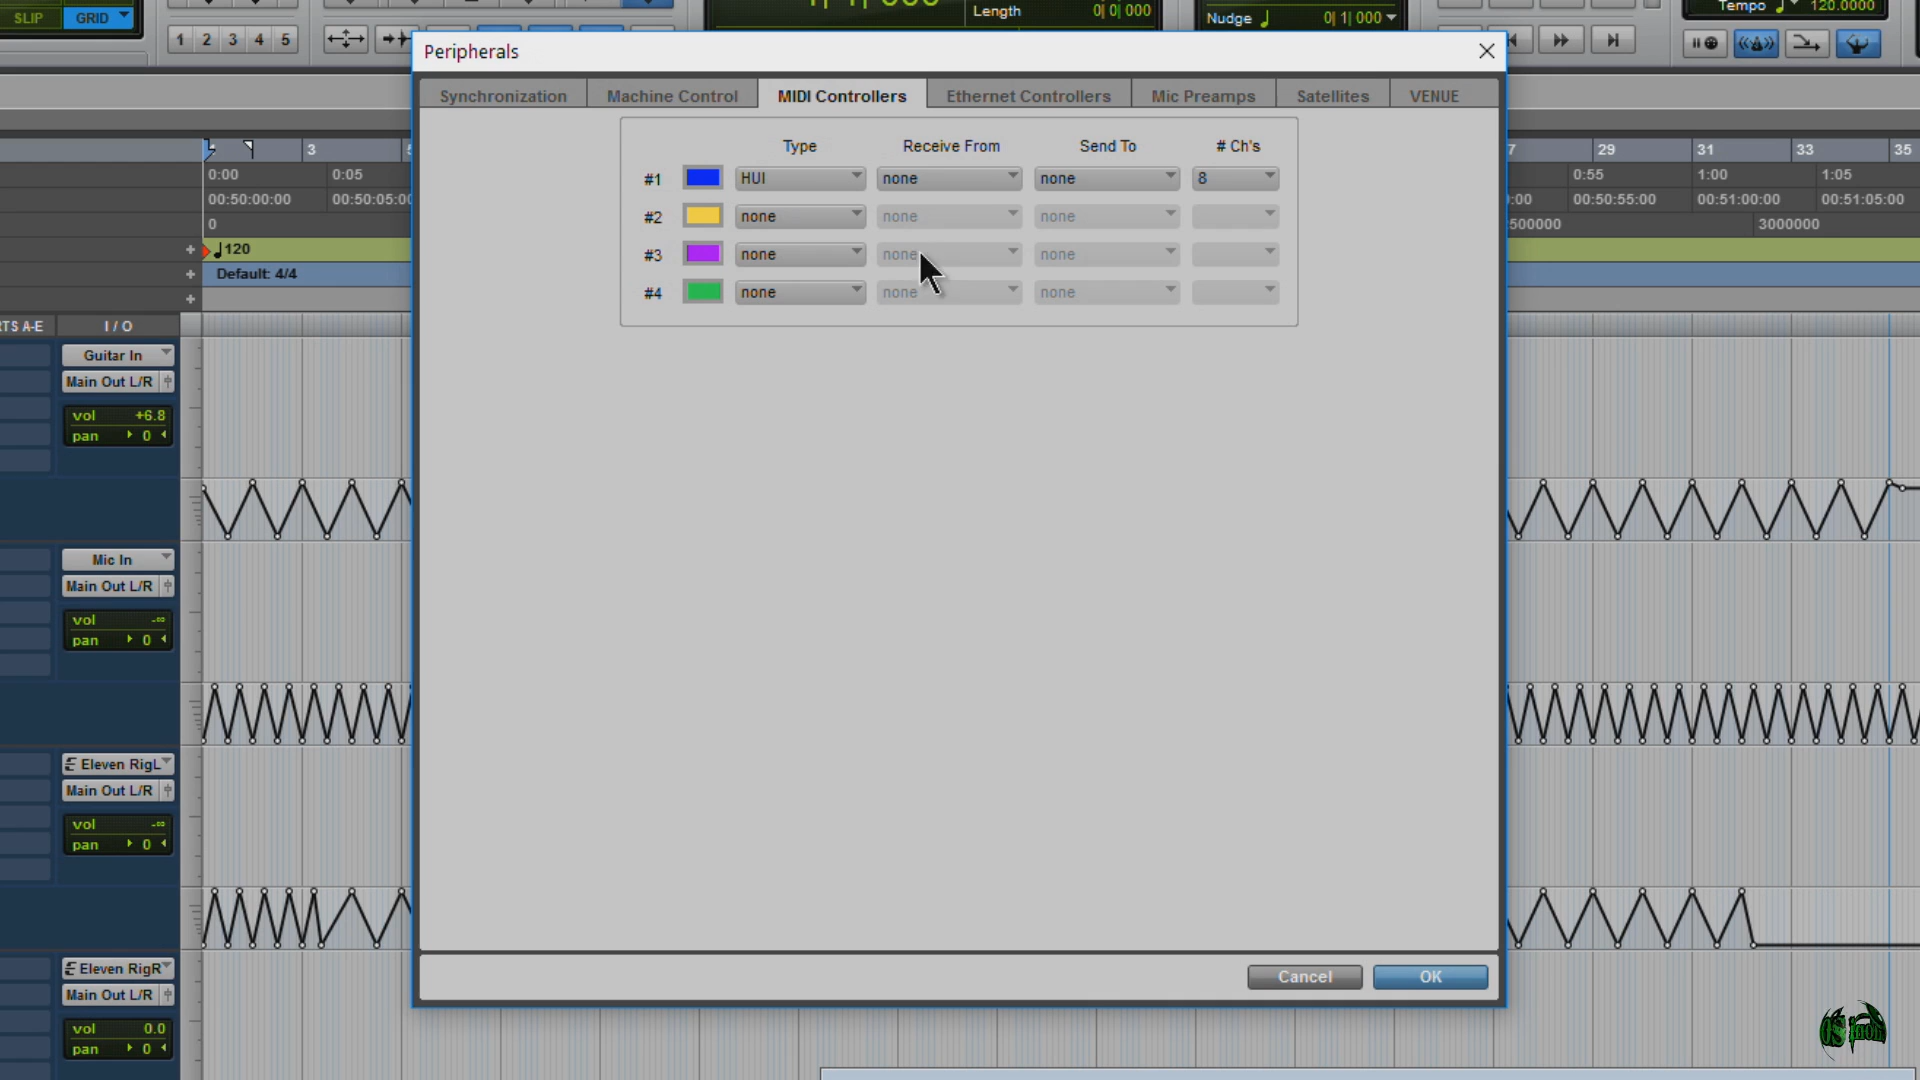 SLIP GRID
1 2 3 4 5
Length 0| 0| 000
Nudge 0| 1| 000
Tempo 120.0000
Peripherals
Synchronization Machine Control MIDI Controllers Ethernet Controllers Mic Preamps Satellites VENUE
Type Receive From Send To # Ch's
#1 HUI none none 8
#2 none none none
#3 none none none
#4 none none none
3 29 31 33 35
0:00 0:05 0:55 1:00 1:05
00:50:00:00 00:50:05:00 00:50:55:00 00:51:00:00 00:51:05:00
0 3000000
120
Default: 4/4
I / O
Guitar In
Main Out L/R
vol +6.8
pan 0
Mic In
Main Out L/R
vol -∞
pan 0
Eleven RigL
Main Out L/R
vol -∞
pan 0
Eleven RigR
Main Out L/R
vol 0.0
pan 0
Cancel OK